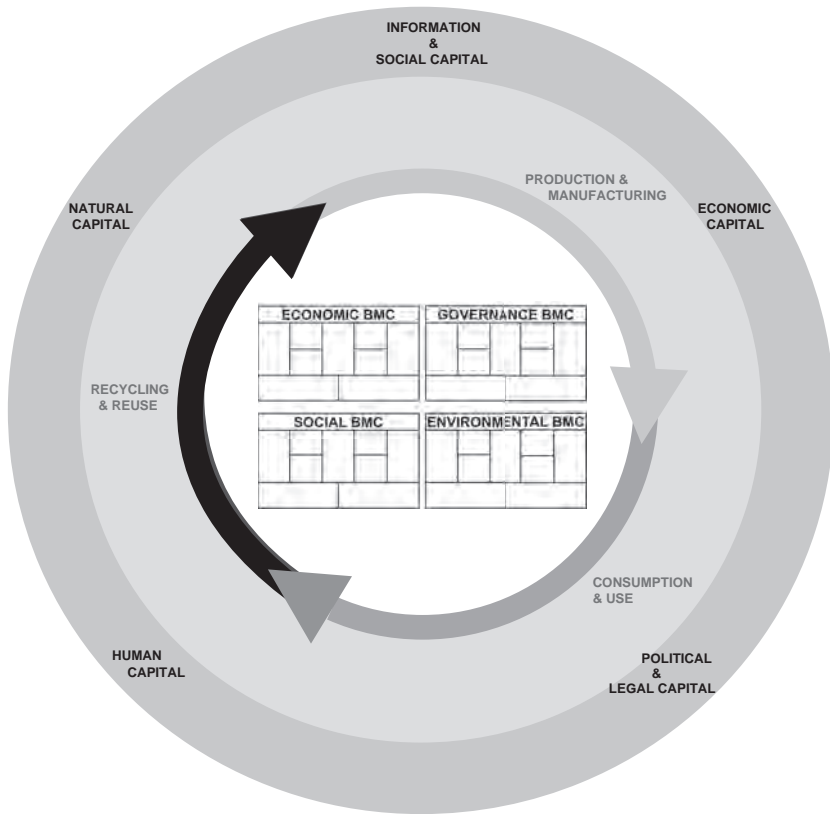 INFORMATION
&
SOCIAL CAPITAL
PRODUCTION &
MANUFACTURING
NATURAL
CAPITAL
ECONOMIC
CAPITAL
ECONOMIC BMC
GOVERNANCE BMC
RECYCLING
& REUSE
SOCIAL BMC
ENVIRONMENTAL BMC
CONSUMPTION
& USE
HUMAN
CAPITAL
POLITICAL
&
LEGAL CAPITAL